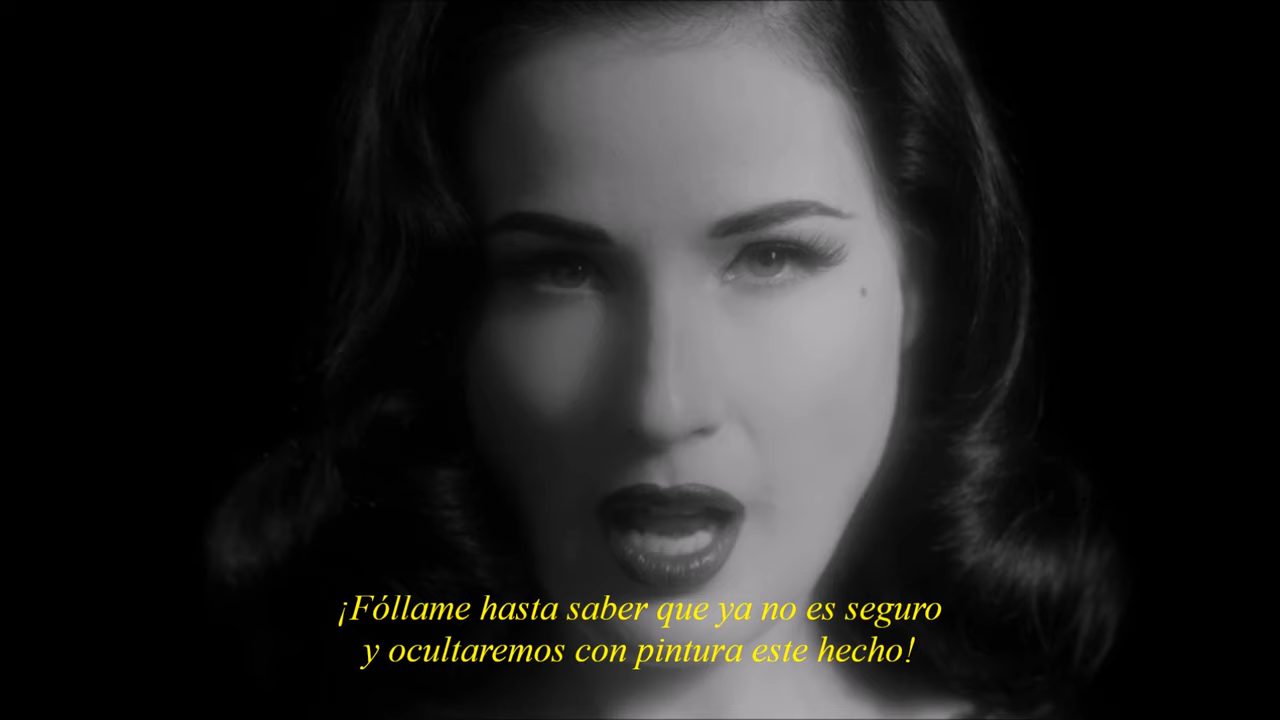 ¡Fóllame hasta saber que ya no es seguro
y ocultaremos con pintura este hecho!